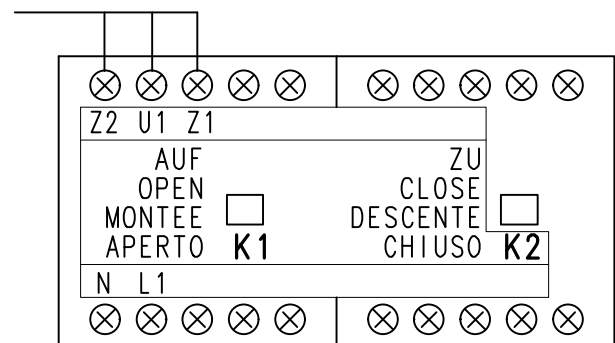 Z2 U1 Z1
AUF
OPEN
MONTEE
APERTO K1
ZU
CLOSE
DESCENTE
CHIUSO K2
N L1